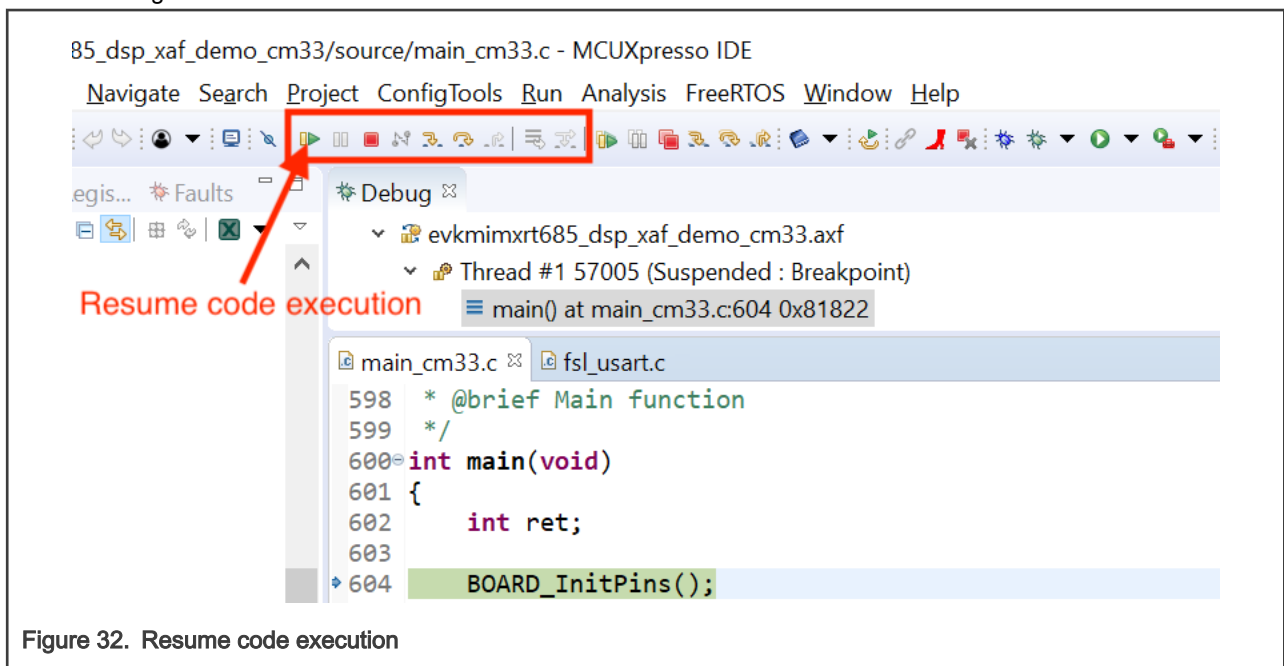 85_dsp_xaf_demo_cm33/source/main_cm33.c - MCUXpresso IDE
Navigate Search Project ConfigTools Run Analysis FreeRTOS Window Help
egis... Faults
Debug
evkmimxrt685_dsp_xaf_demo_cm33.axf
Thread #1 57005 (Suspended : Breakpoint)
Resume code execution
main() at main_cm33.c:604 0x81822
main_cm33.c fsl_usart.c
598 * @brief Main function
599 */
600 int main(void)
601 {
602 int ret;
603
604 BOARD_InitPins();
Figure 32. Resume code execution